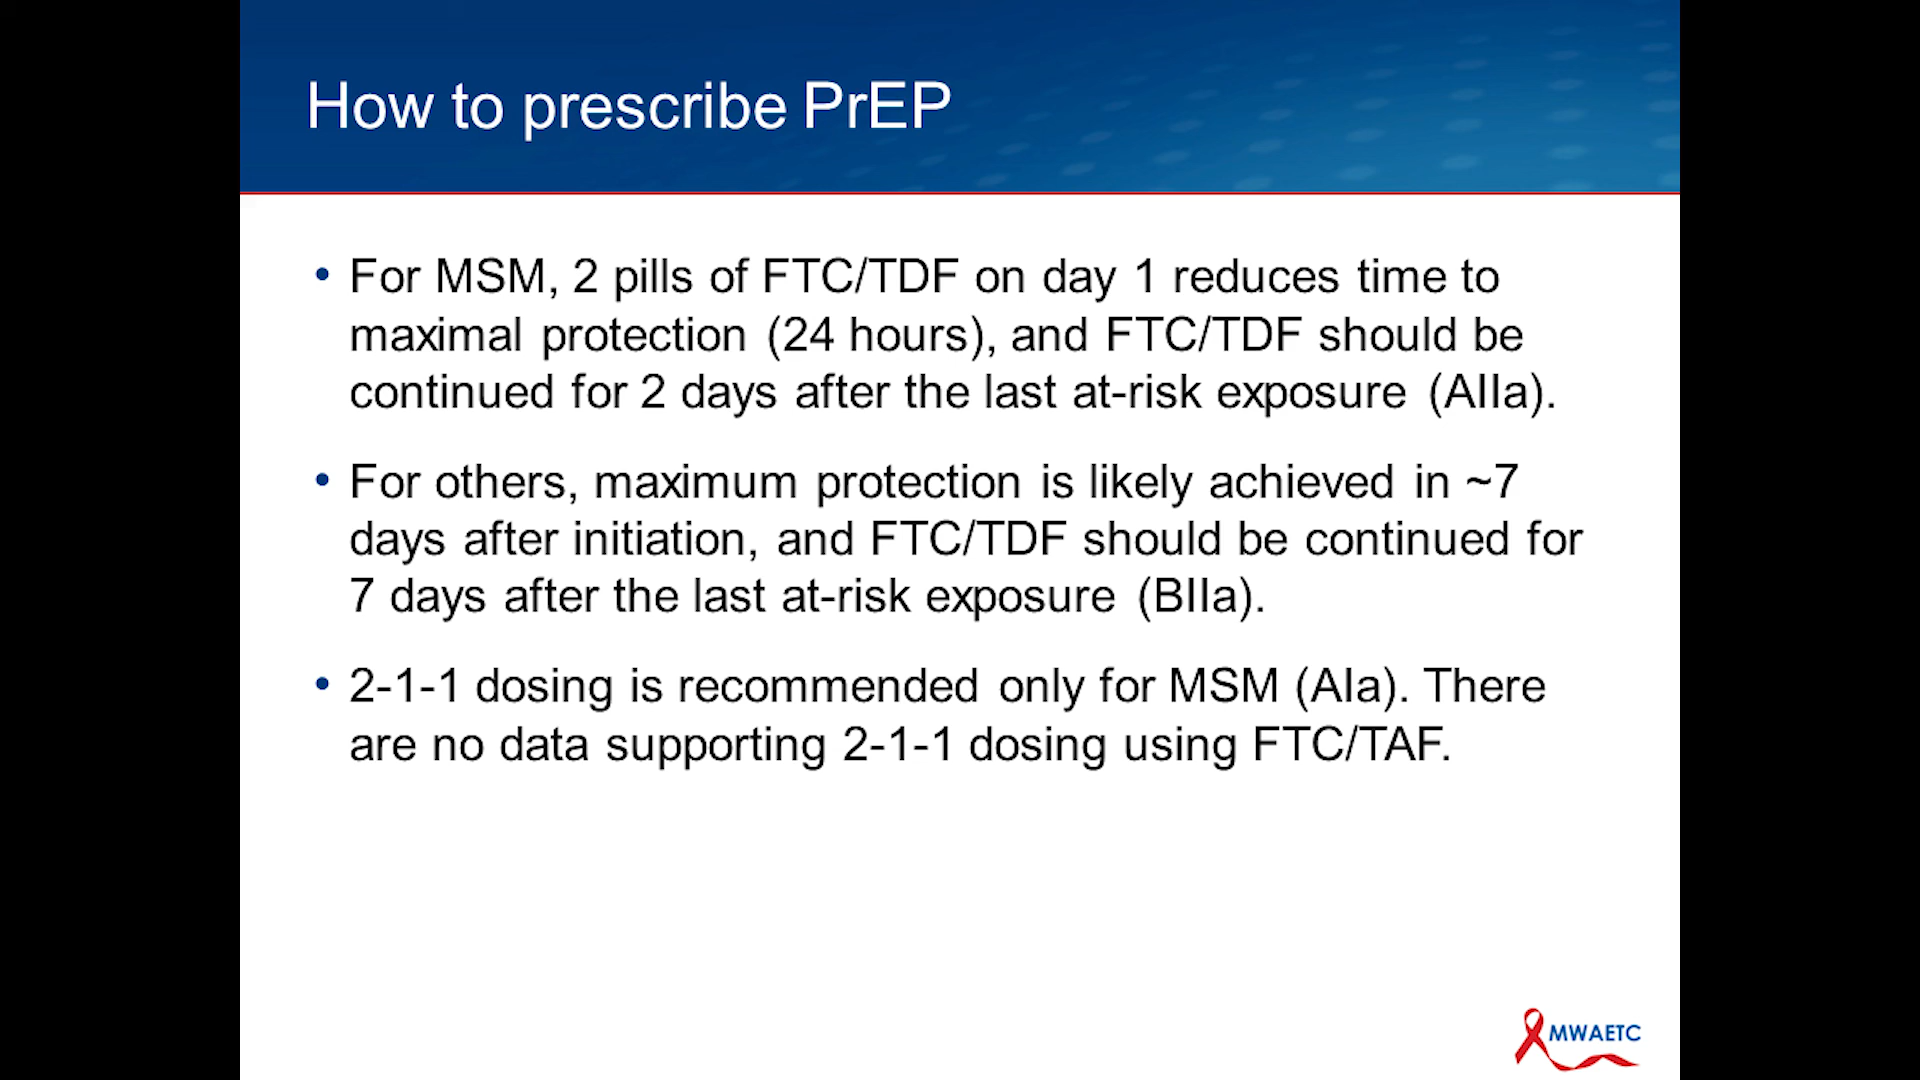 How to prescribe PrEP
• For MSM, 2 pills of FTC/TDF on day 1 reduces time to
maximal protection (24 hours), and FTC/TDF should be
continued for 2 days after the last at-risk exposure (AIIa).
• For others, maximum protection is likely achieved in ~7
days after initiation, and FTC/TDF should be continued for
7 days after the last at-risk exposure (BIIa).
• 2-1-1 dosing is recommended only for MSM (AIa). There
are no data supporting 2-1-1 dosing using FTC/TAF.
MWAETC